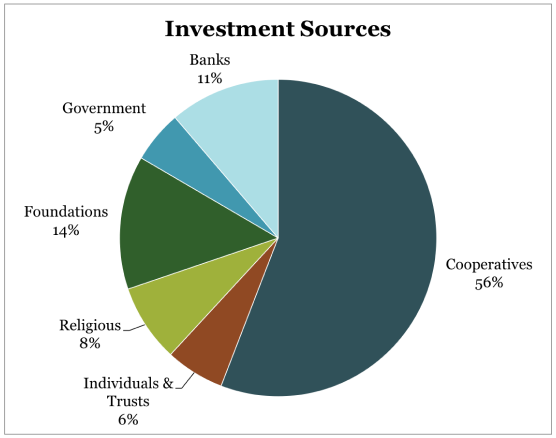 Investment Sources
Banks
11%
Government
5%
Foundations
14%
Cooperatives
56%
Religious
8%
Individuals &
Trusts
6%